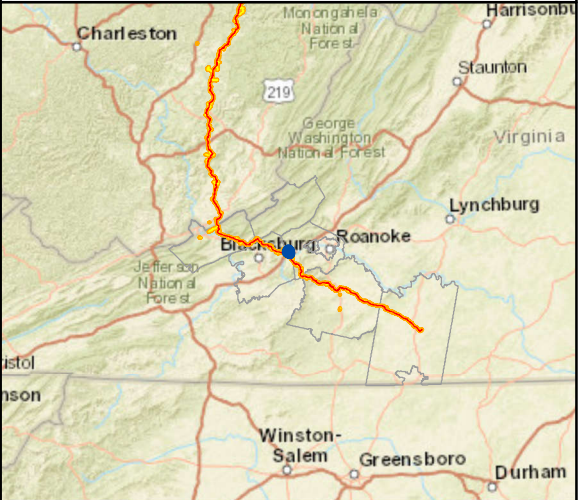 Monongahela
National
Forest
Harrisonbu
Charleston
Staunton
219
George
Washington
National Forest
Virginia
Lynchburg
Roanoke
Blacksburg
Jefferson
National
Forest
ristol
nson
Winston-
Salem
Greensboro
Durham